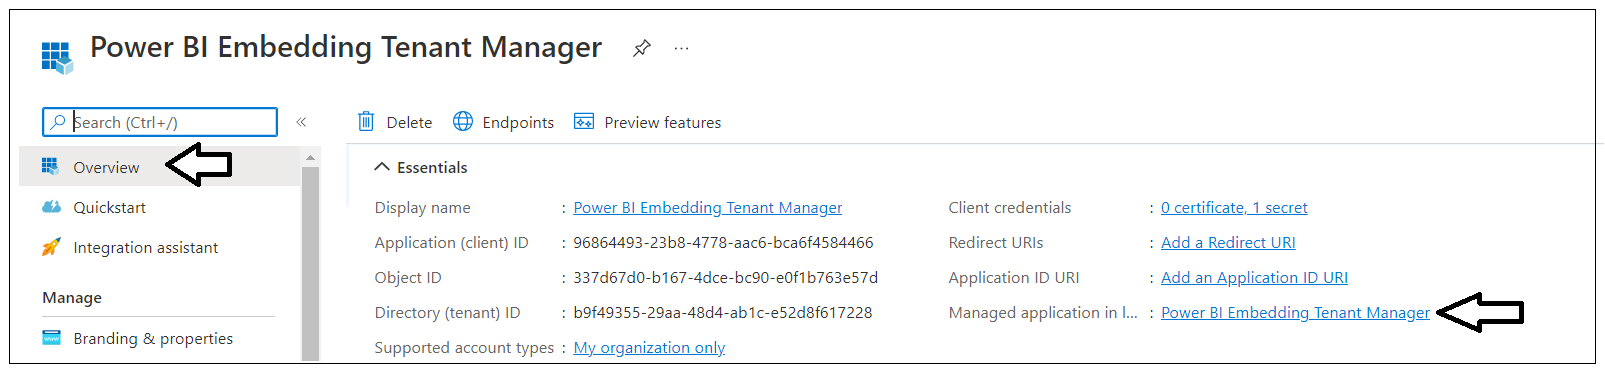 Power BI Embedding Tenant Manager ...
Search (Ctrl+/) «
Delete Endpoints Preview features
Overview
Quickstart
Integration assistant
Manage
Branding & properties
Essentials
Display name : Power BI Embedding Tenant Manager
Application (client) ID : 96864493-23b8-4778-aac6-bca6f4584466
Object ID : 337d67d0-b167-4dce-bc90-e0f1b763e57d
Directory (tenant) ID : b9f49355-29aa-48d4-ab1c-e52d8f617228
Supported account types : My organization only
Client credentials : 0 certificate, 1 secret
Redirect URIs : Add a Redirect URI
Application ID URI : Add an Application ID URI
Managed application in l... : Power BI Embedding Tenant Manager